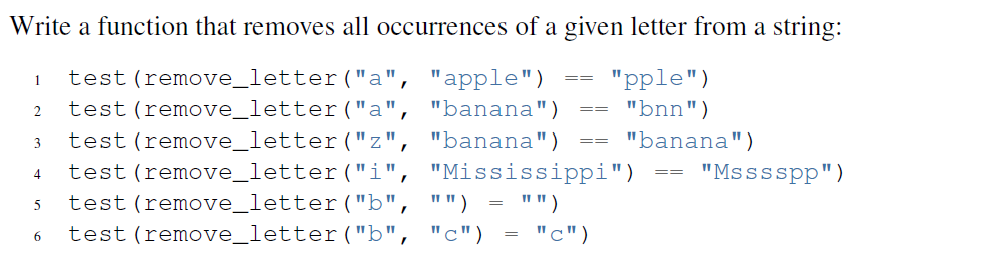 Write a function that removes all occurrences of a given letter from a string:
1 test(remove_letter("a", "apple") == "pple")
2 test(remove_letter("a", "banana") == "bnn")
3 test(remove_letter("z", "banana") == "banana")
4 test(remove_letter("i", "Mississippi") == "Msssspp")
5 test(remove_letter("b", "") = "")
6 test(remove_letter("b", "c") = "c")